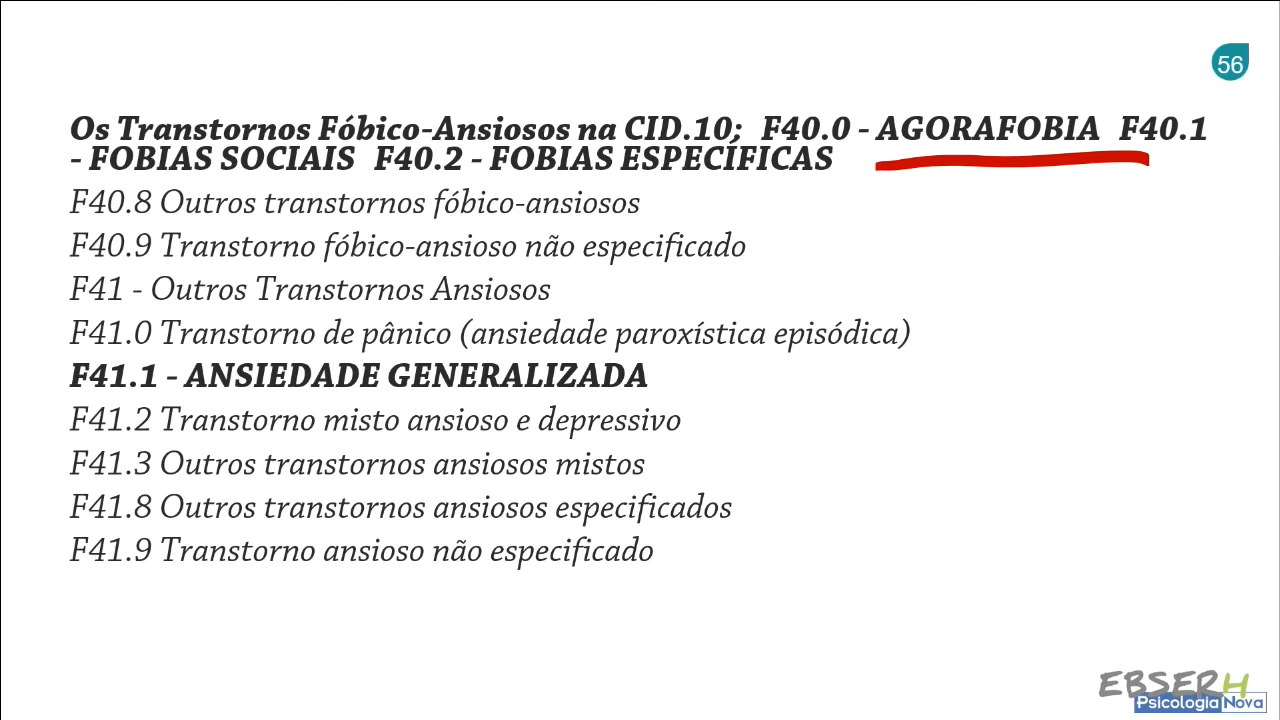 56
Os Transtornos Fóbico-Ansiosos na CID.10; F40.0 - AGORAFOBIA F40.1
- FOBIAS SOCIAIS F40.2 - FOBIAS ESPECÍFICAS
F40.8 Outros transtornos fóbico-ansiosos
F40.9 Transtorno fóbico-ansioso não especificado
F41 - Outros Transtornos Ansiosos
F41.0 Transtorno de pânico (ansiedade paroxística episódica)
F41.1 - ANSIEDADE GENERALIZADA
F41.2 Transtorno misto ansioso e depressivo
F41.3 Outros transtornos ansiosos mistos
F41.8 Outros transtornos ansiosos especificados
F41.9 Transtorno ansioso não especificado
EBSERH
Psicologia Nova